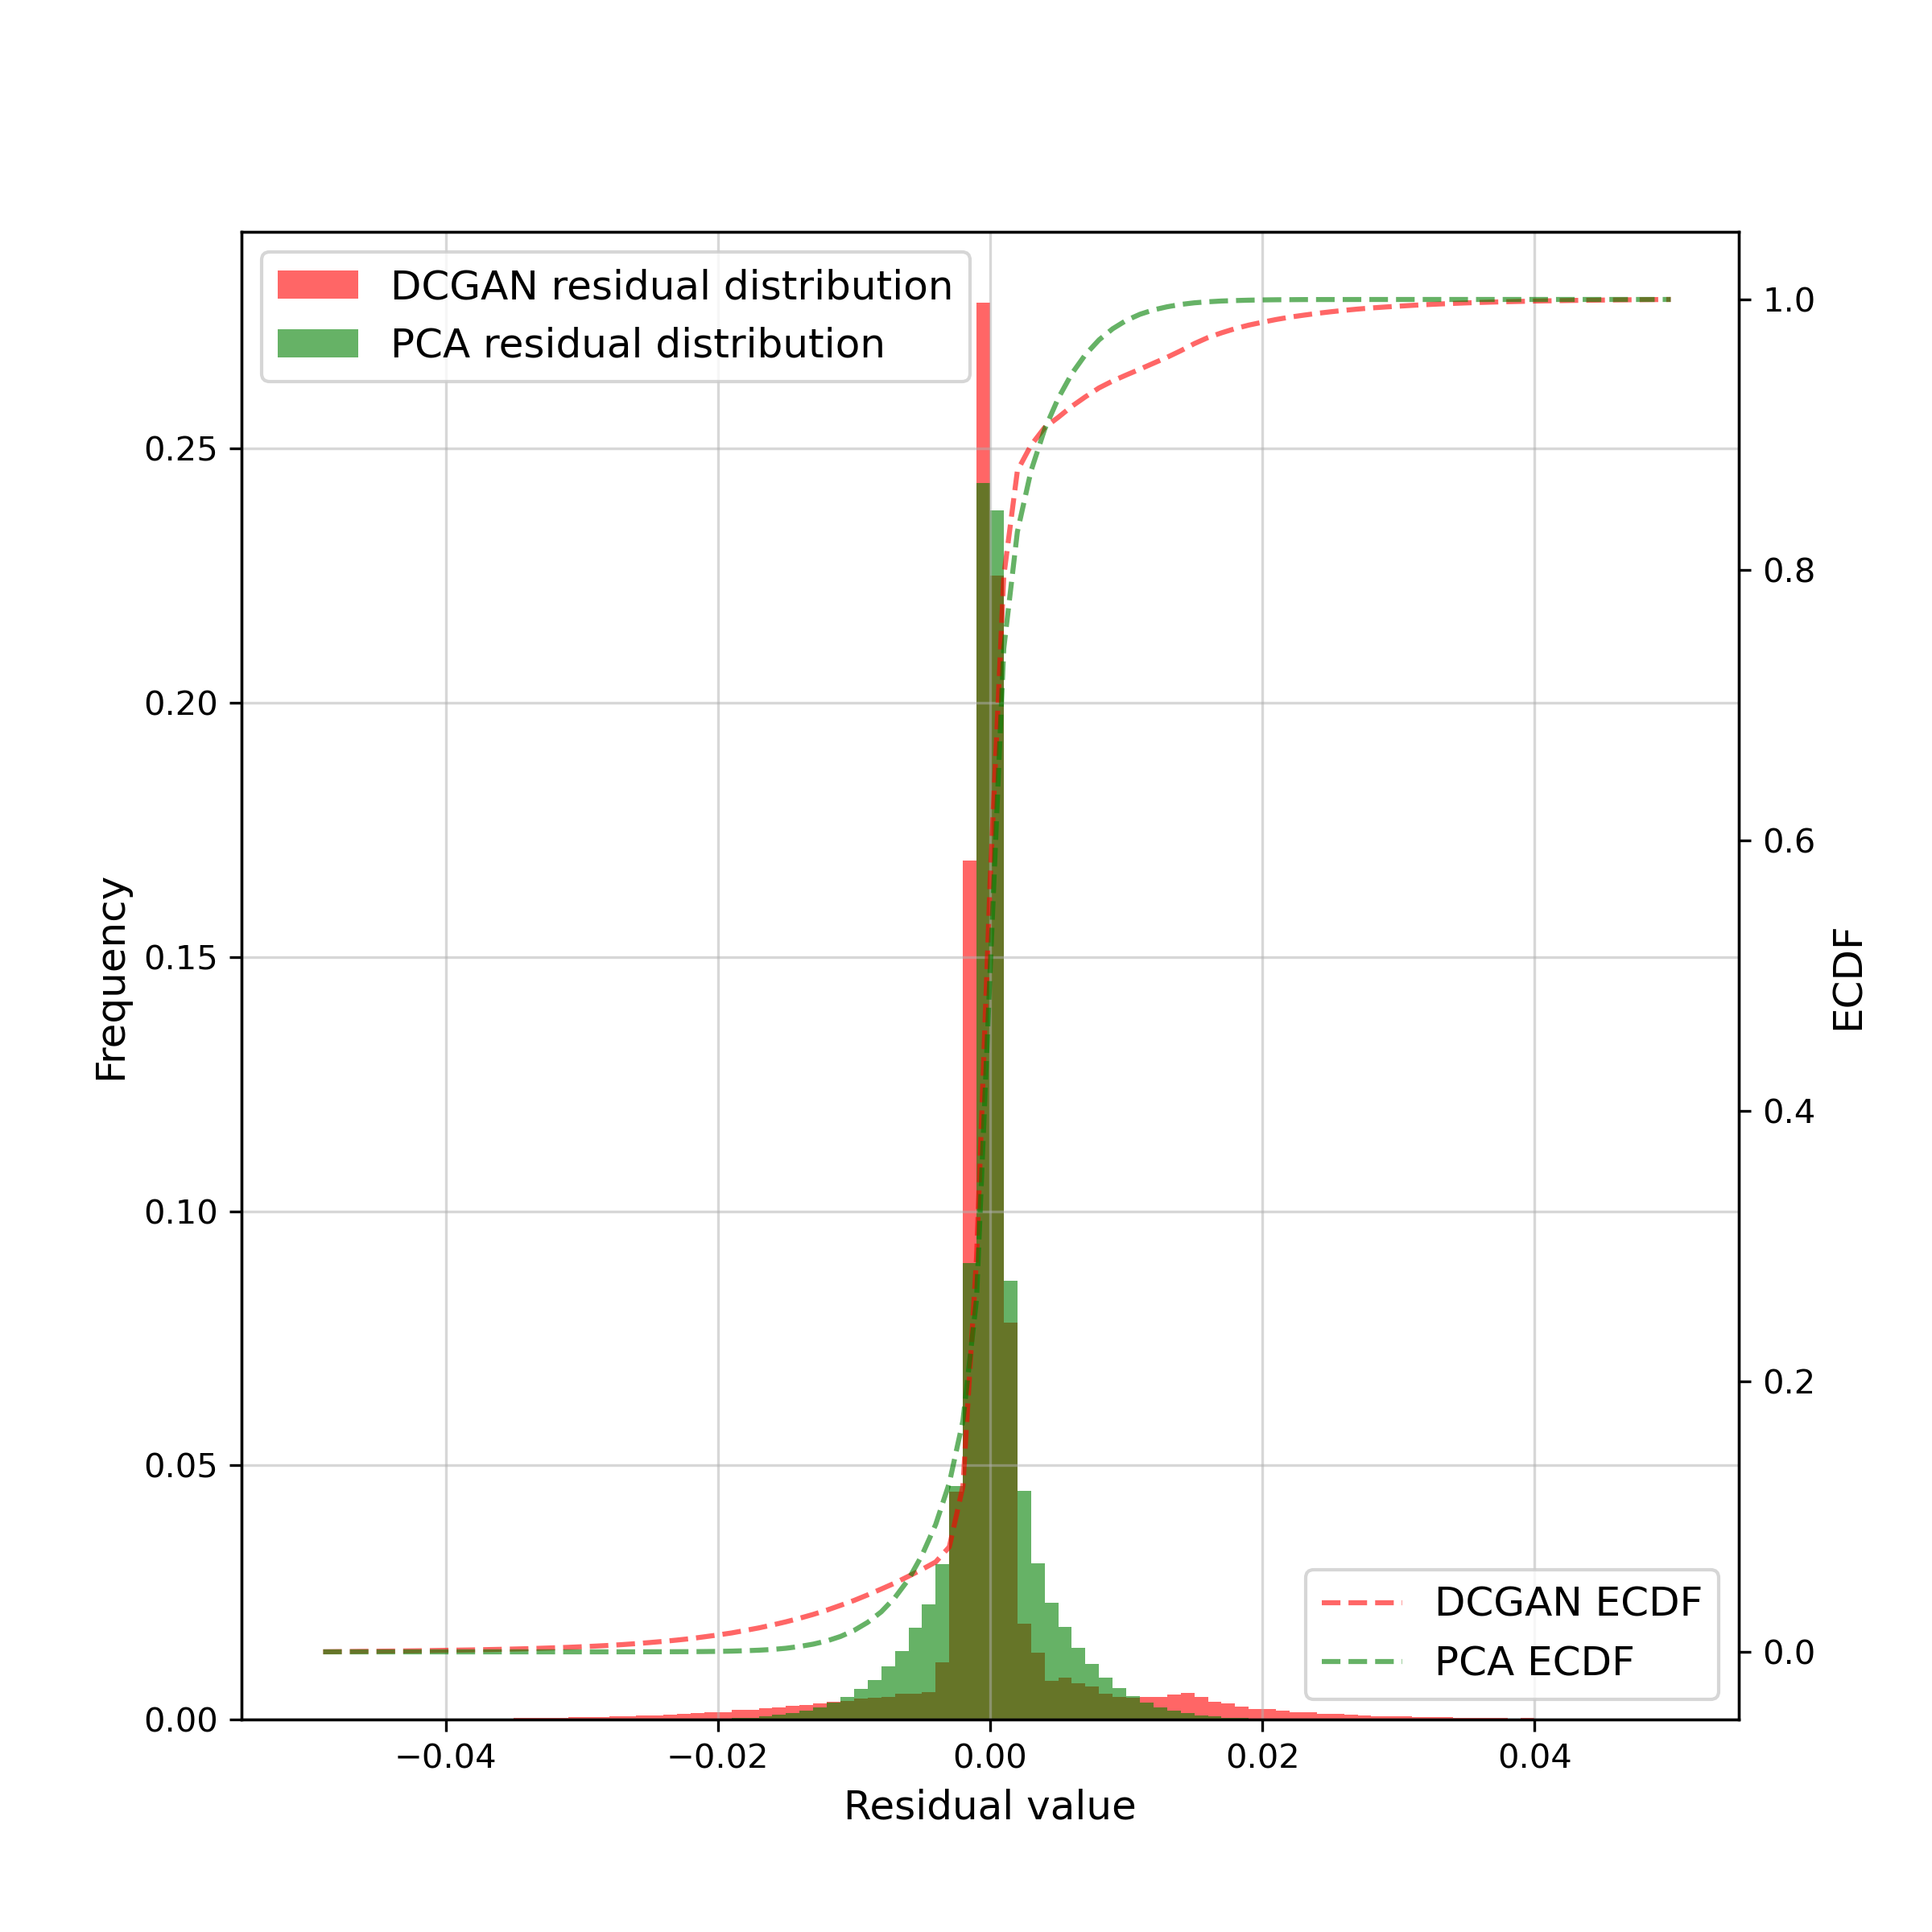 DCGAN residual distribution
PCA residual distribution
0.25
0.20
0.15
0.10
0.05
0.00
Frequency
1.0
0.8
0.6
0.4
0.2
0.0
ECDF
DCGAN ECDF
PCA ECDF
−0.04 −0.02 0.00 0.02 0.04
Residual value